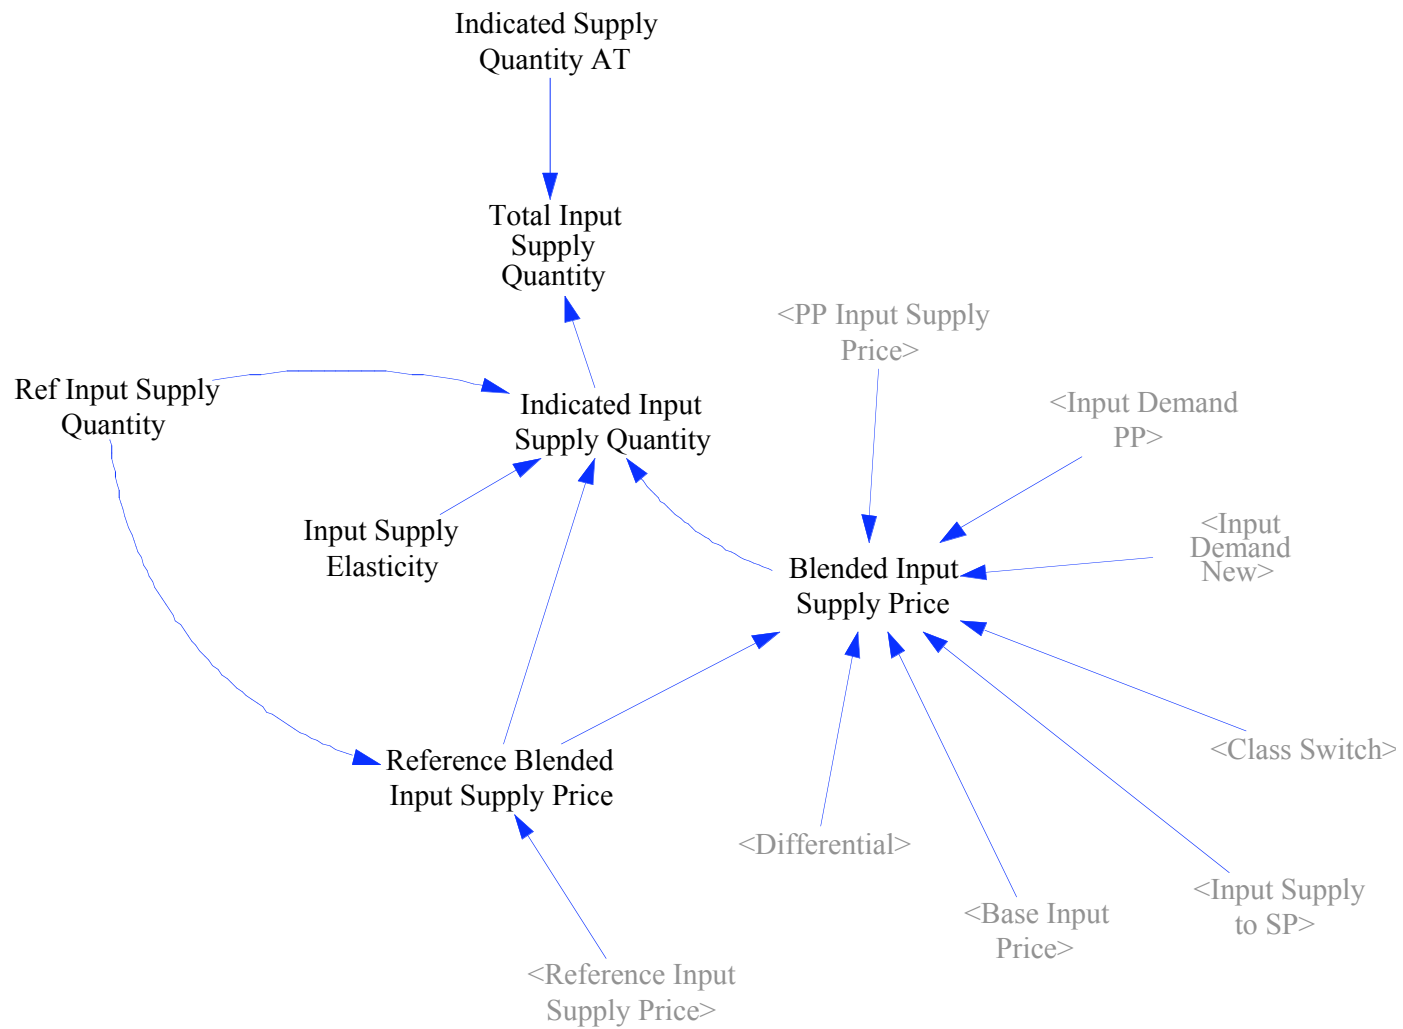 Indicated Supply
Quantity AT
Total Input
Supply
Quantity
<PP Input Supply
Price>
Ref Input Supply
Quantity
Indicated Input
Supply Quantity
<Input Demand
PP>
Input Supply
Elasticity
<Input
Demand
New>
Blended Input
Supply Price
Reference Blended
Input Supply Price
<Class Switch>
<Differential>
<Input Supply
to SP>
<Base Input
Price>
<Reference Input
Supply Price>